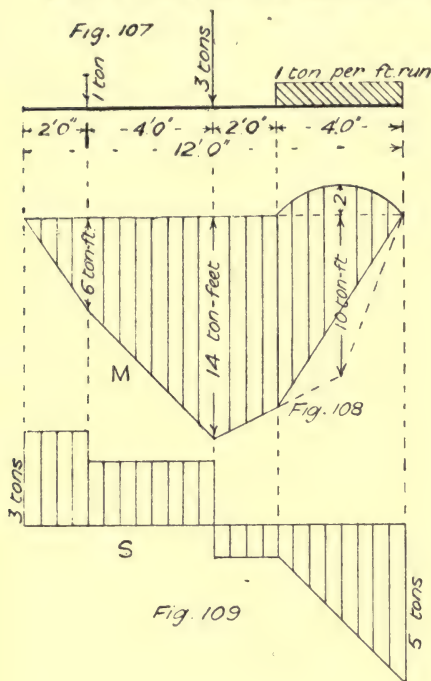 Fig. 107
1 ton
3 tons
1 ton per ft. run
2'0" 4'0" 2'0" 4'.0"
12'0"
2
6 ton-ft.
14 ton-feet
10 ton-ft
M
Fig. 108
3 tons
S
Fig. 109
5 tons